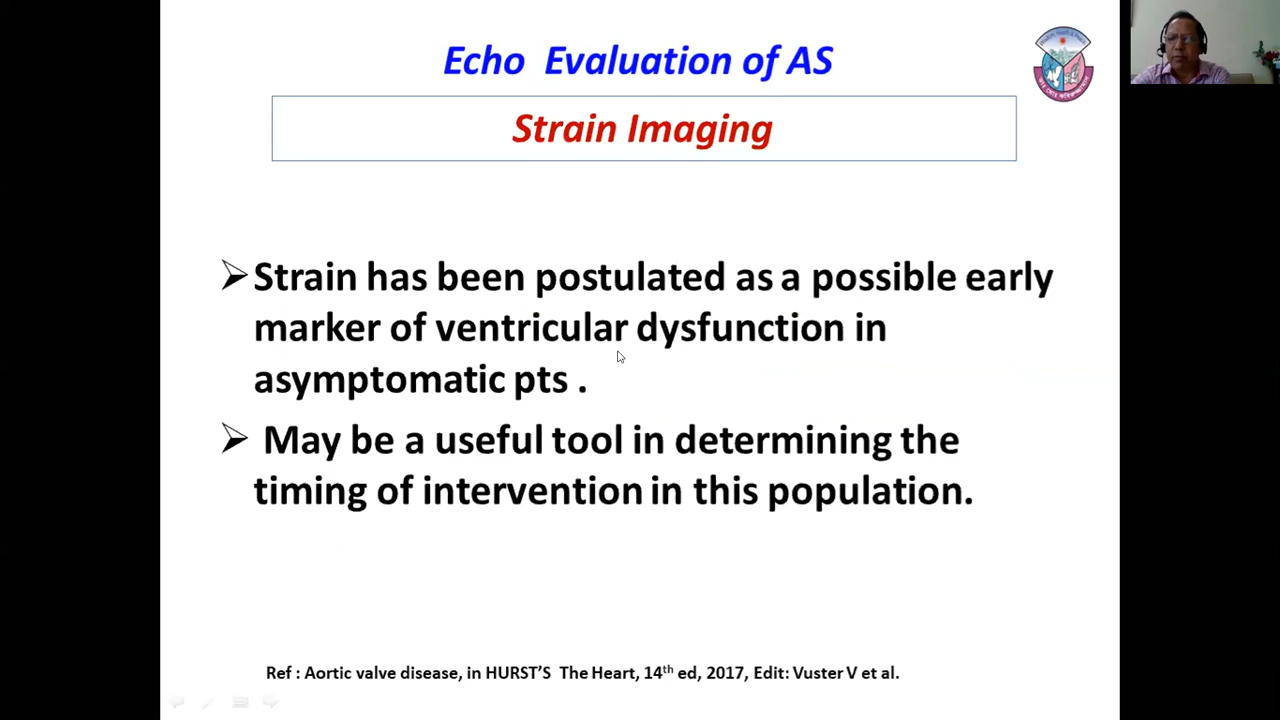 Echo Evaluation of AS
Strain Imaging
➢Strain has been postulated as a possible early
marker of ventricular dysfunction in
asymptomatic pts .
➢ May be a useful tool in determining the
timing of intervention in this population.
Ref : Aortic valve disease, in HURST'S The Heart, 14th ed, 2017, Edit: Vuster V et al.